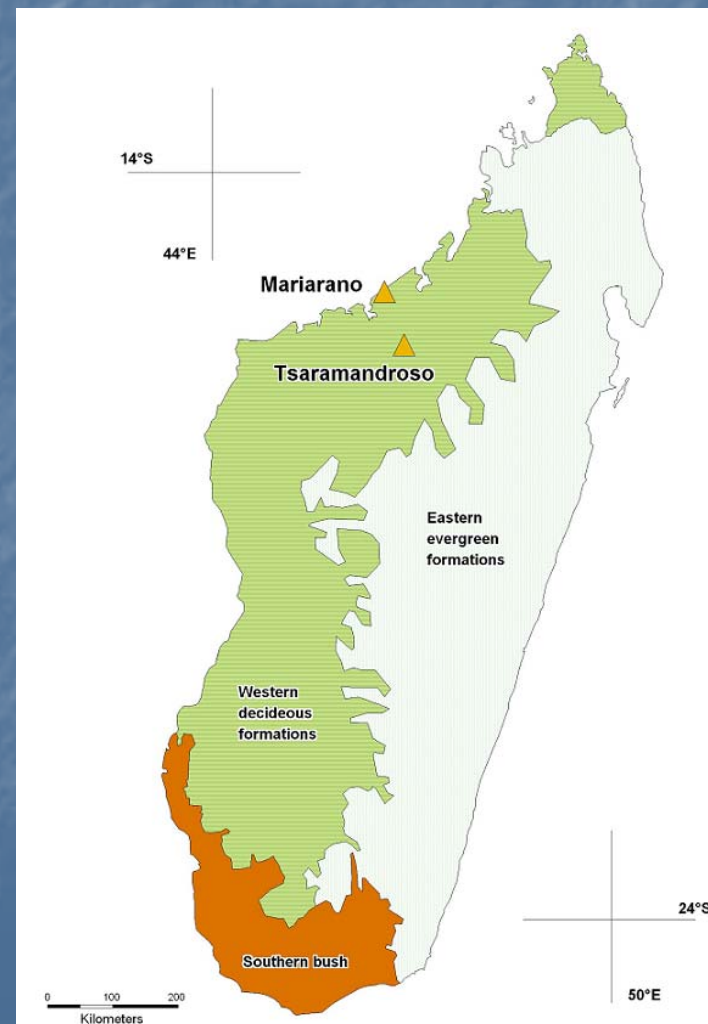 14°S
44°E
Mariarano
Tsaramandroso
Eastern
evergreen
formations
Western
decideous
formations
24°S
Southern bush
50°E
0 100 200
Kilometers